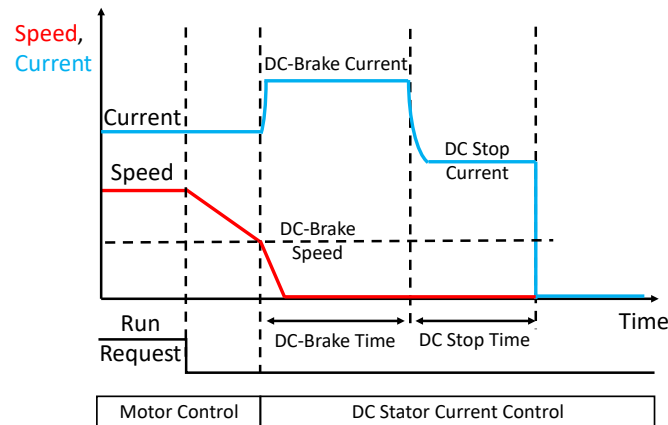 Speed,
Current
DC-Brake Current
Current
DC Stop
Current
Speed
DC-Brake
Speed
Time
Run
Request
DC-Brake Time
DC Stop Time
Motor Control
DC Stator Current Control